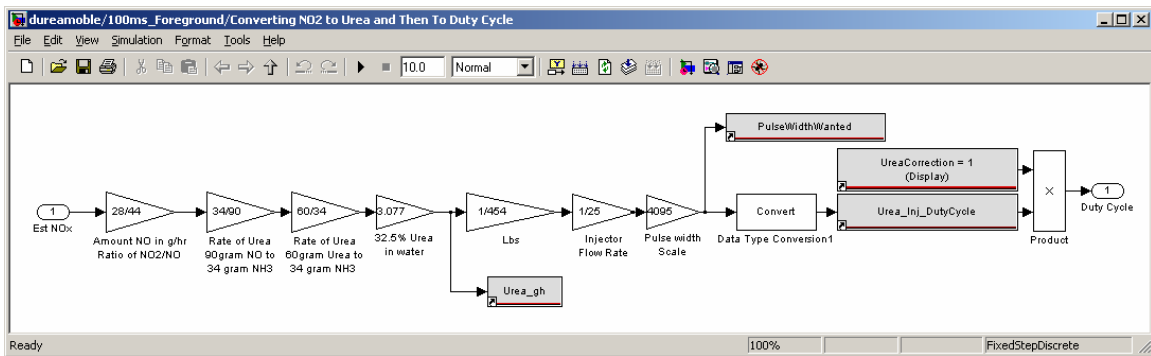 dureamoble/100ms_Foreground/Converting NO2 to Urea and Then To Duty Cycle
File Edit View Simulation Format Tools Help
10.0 Normal
PulseWidthWanted
UreaCorrection = 1
(Display)
1
Est NOx
28/44
Amount NO in g/hr
Ratio of NO2/NO
34/90
Rate of Urea
90gram NO to
34 gram NH3
60/34
Rate of Urea
60gram Urea to
34 gram NH3
3.077
32.5% Urea
in water
1/454
Lbs
1/25
Injector
Flow Rate
4095
Pulse width
Scale
Convert
Data Type Conversion1
Urea_Inj_DutyCycle
×
Product
1
Duty Cycle
Urea_gh
Ready 100% FixedStepDiscrete